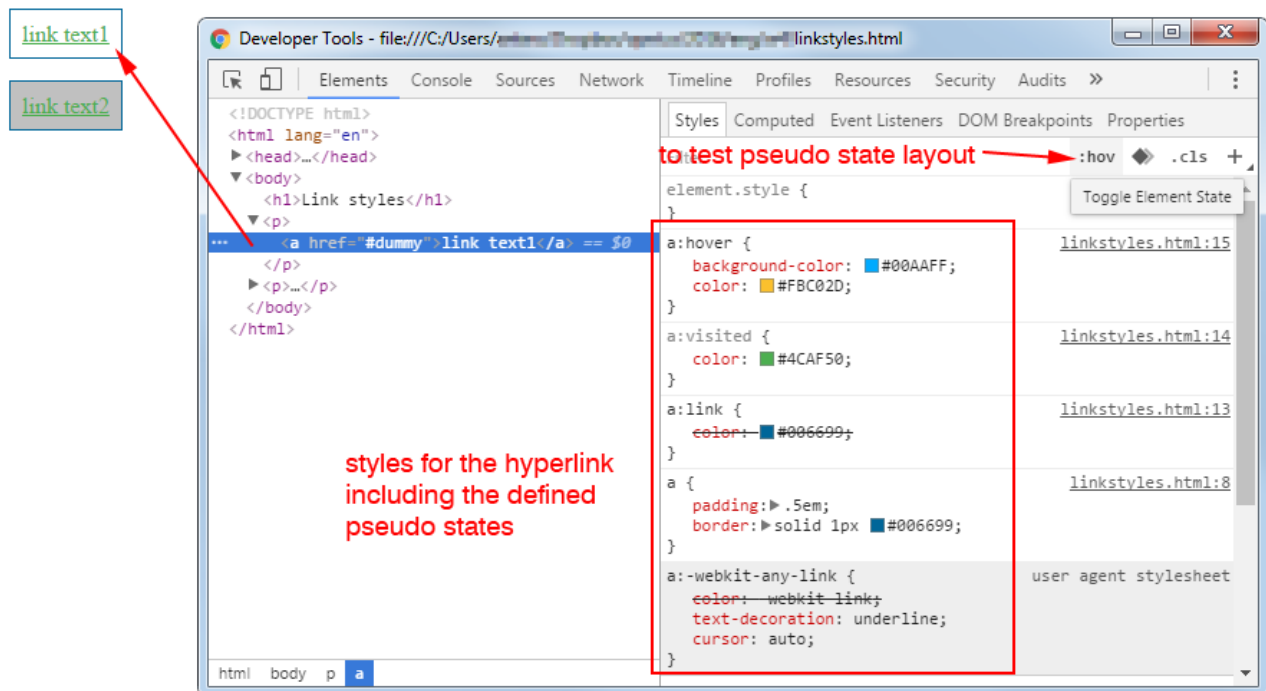 link text1
link text2
Developer Tools - file:///C:/Users/ linkstyles.html
Elements Console Sources Network Timeline Profiles Resources Security Audits »
<!DOCTYPE html>
<html lang="en">
▶<head>…</head>
▼<body>
<h1>Link styles</h1>
▼<p>
••• <a href="#dummy">link text1</a> == $0
</p>
▶<p>…</p>
</body>
</html>
html body p a
styles for the hyperlink
including the defined
pseudo states
Styles Computed Event Listeners DOM Breakpoints Properties
to test pseudo state layout
:hov .cls +
Toggle Element State
element.style {
}
a:hover { linkstyles.html:15
background-color: #00AAFF;
color: #FBC02D;
}
a:visited { linkstyles.html:14
color: #4CAF50;
}
a:link { linkstyles.html:13
color: #006699;
}
a { linkstyles.html:8
padding:▶.5em;
border:▶solid 1px #006699;
}
a:-webkit-any-link { user agent stylesheet
color: -webkit-link;
text-decoration: underline;
cursor: auto;
}